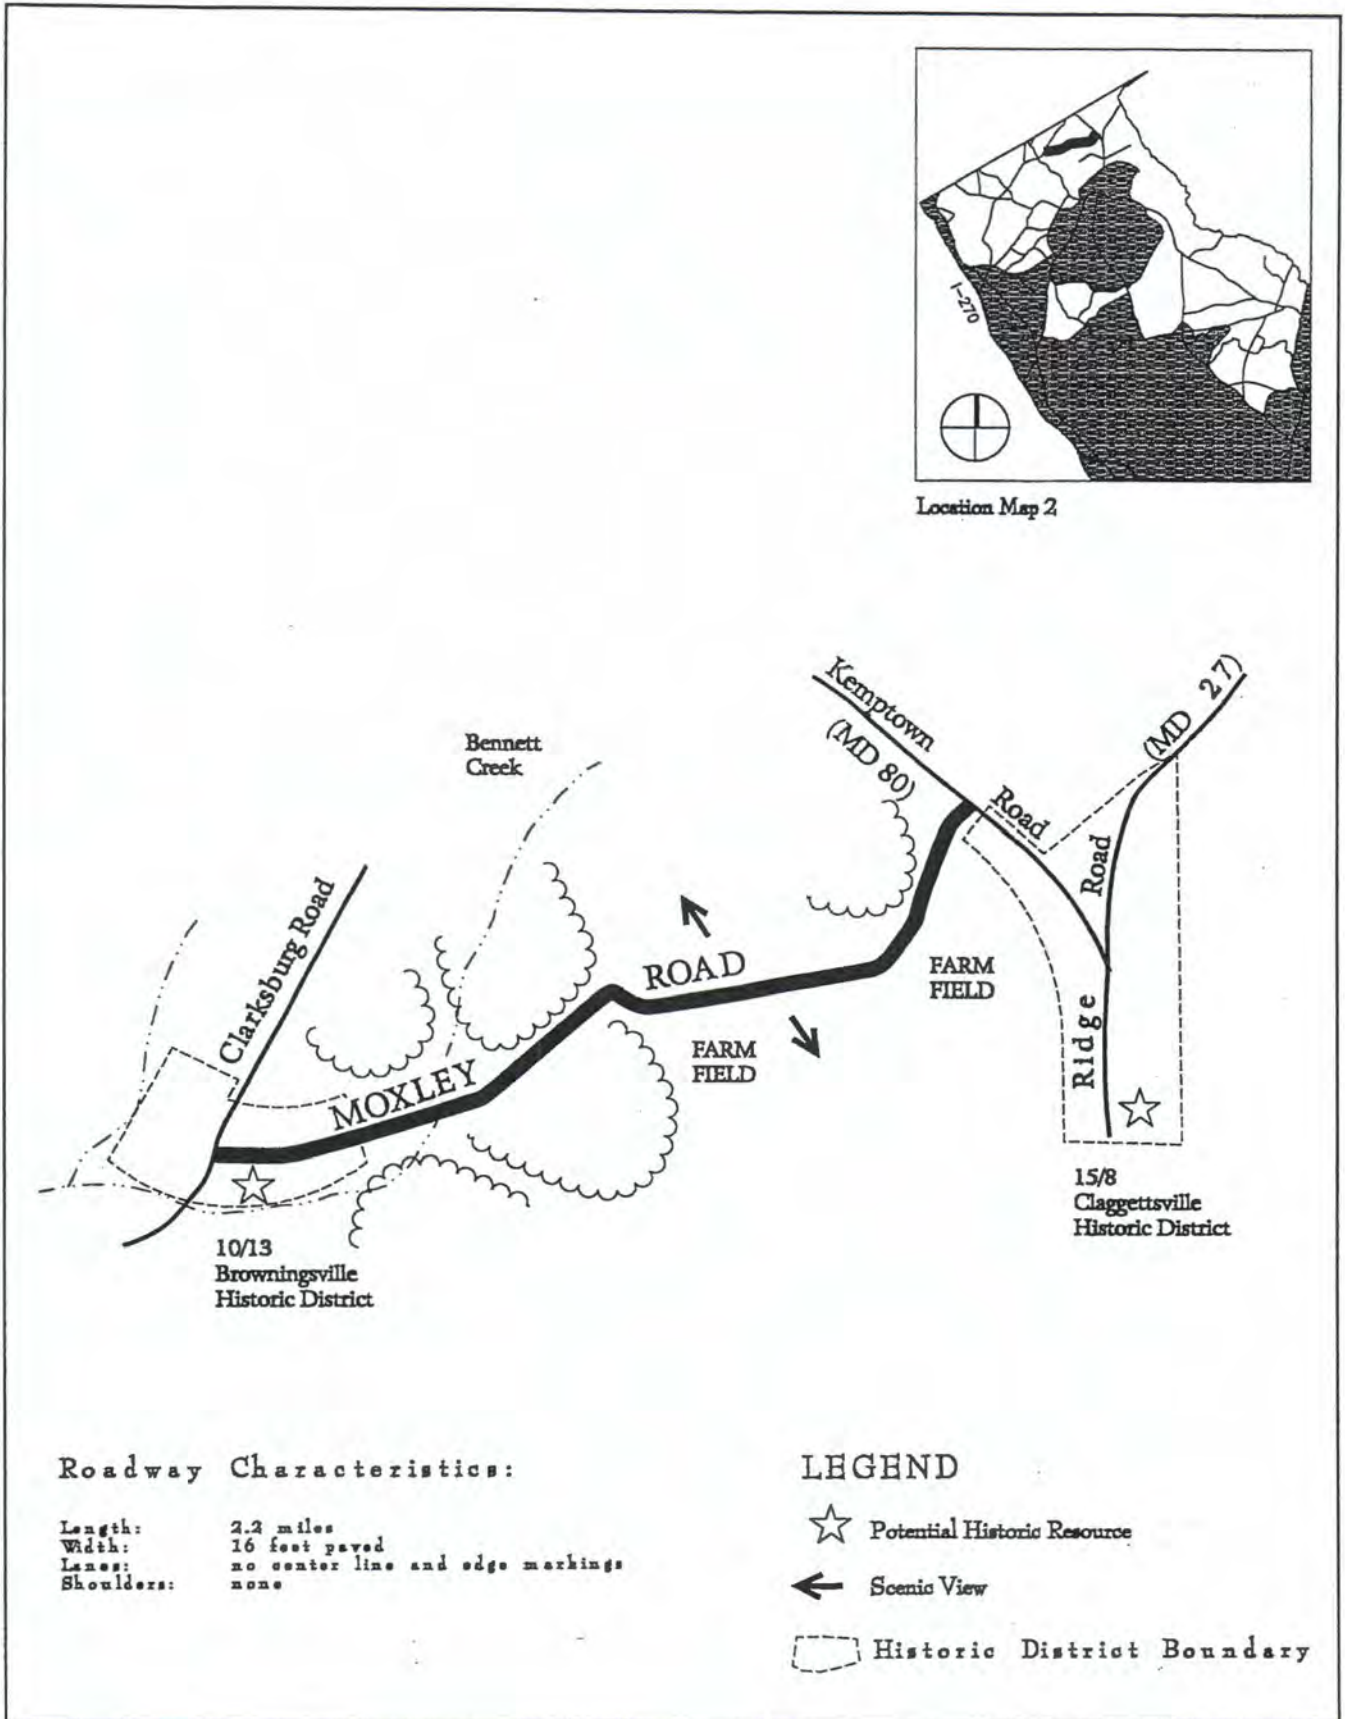 I-270
Location Map 2
Kemptown
(MD 80)
Road
Road
(MD 27)
Ridge
Bennett
Creek
Clarksburg Road
MOXLEY
ROAD
FARM
FIELD
FARM
FIELD
15/8
Claggettsville
Historic District
10/13
Browningsville
Historic District
Roadway Characteristics:
Length: 2.2 miles
Width: 16 feet paved
Lanes: no center line and edge markings
Shoulders: none
LEGEND
Potential Historic Resource
Scenic View
Historic District Boundary